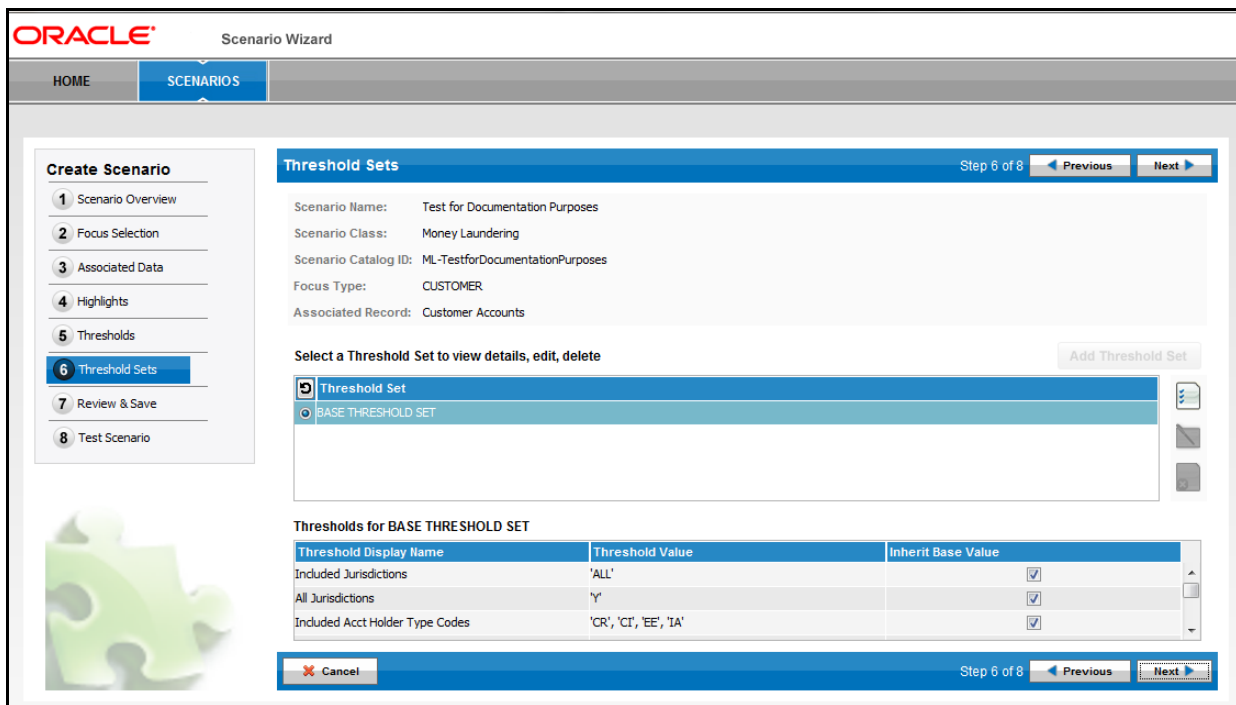 ORACLE Scenario Wizard
HOME SCENARIOS
Create Scenario
1 Scenario Overview
2 Focus Selection
3 Associated Data
4 Highlights
5 Thresholds
6 Threshold Sets
7 Review & Save
8 Test Scenario
Threshold Sets Step 6 of 8 Previous Next
Scenario Name: Test for Documentation Purposes
Scenario Class: Money Laundering
Scenario Catalog ID: ML-TestforDocumentationPurposes
Focus Type: CUSTOMER
Associated Record: Customer Accounts
Select a Threshold Set to view details, edit, delete Add Threshold Set
Threshold Set
BASE THRESHOLD SET
Thresholds for BASE THRESHOLD SET
Threshold Display Name Threshold Value Inherit Base Value
Included Jurisdictions 'ALL'
All Jurisdictions 'Y'
Included Acct Holder Type Codes 'CR', 'CI', 'EE', 'IA'
Cancel Step 6 of 8 Previous Next